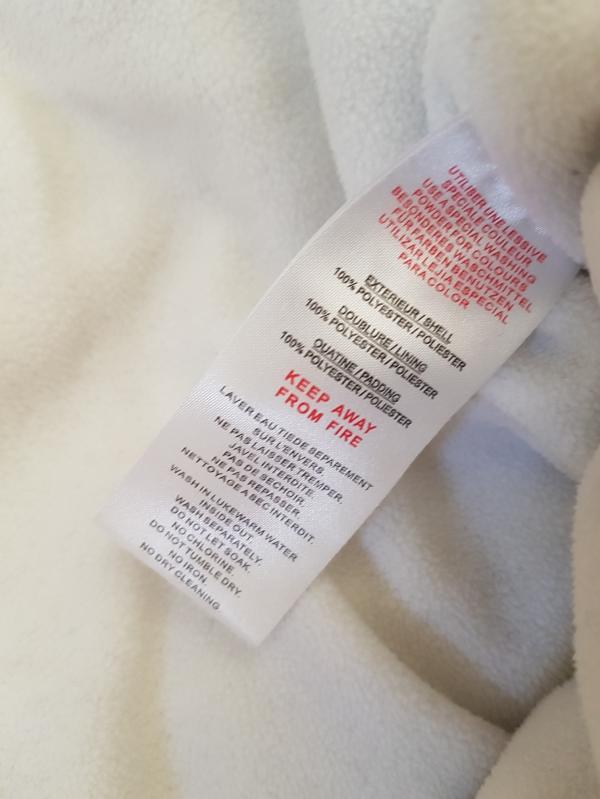 UTILISER UNE LESSIVE
SPECIALE COULEUR
USE A SPECIAL WASHING
POWDER FOR COLOURS
BESONDER COLOURING
FUR FARBEN WASCHMITTEL
BENUTZEN
UTILIZAR LEJIA ESPECIAL
PARA COLOR
EXTERIEUR / SHELL
100% POLYESTER / POLIESTER
DOUBLURE / LINING
100% POLYESTER / POLIESTER
OUATINE / PADDING
100% POLYESTER / POLIESTER
KEEP AWAY
FROM FIRE
LAVER EAU TIEDE SEPAREMENT
SUR L'ENVERS.
NE PAS LAISSER TREMPER.
JAVEL INTERDITE.
PAS DE SECHOIR.
NE PAS REPASSER.
NETTOYAGE A SEC INTERDIT.
WASH IN LUKEWARM WATER
INSIDE OUT.
WASH SEPARATELY.
DO NOT LET SOAK.
NO CHLORINE.
DO NOT TUMBLE DRY.
NO IRON.
NO DRY CLEANING